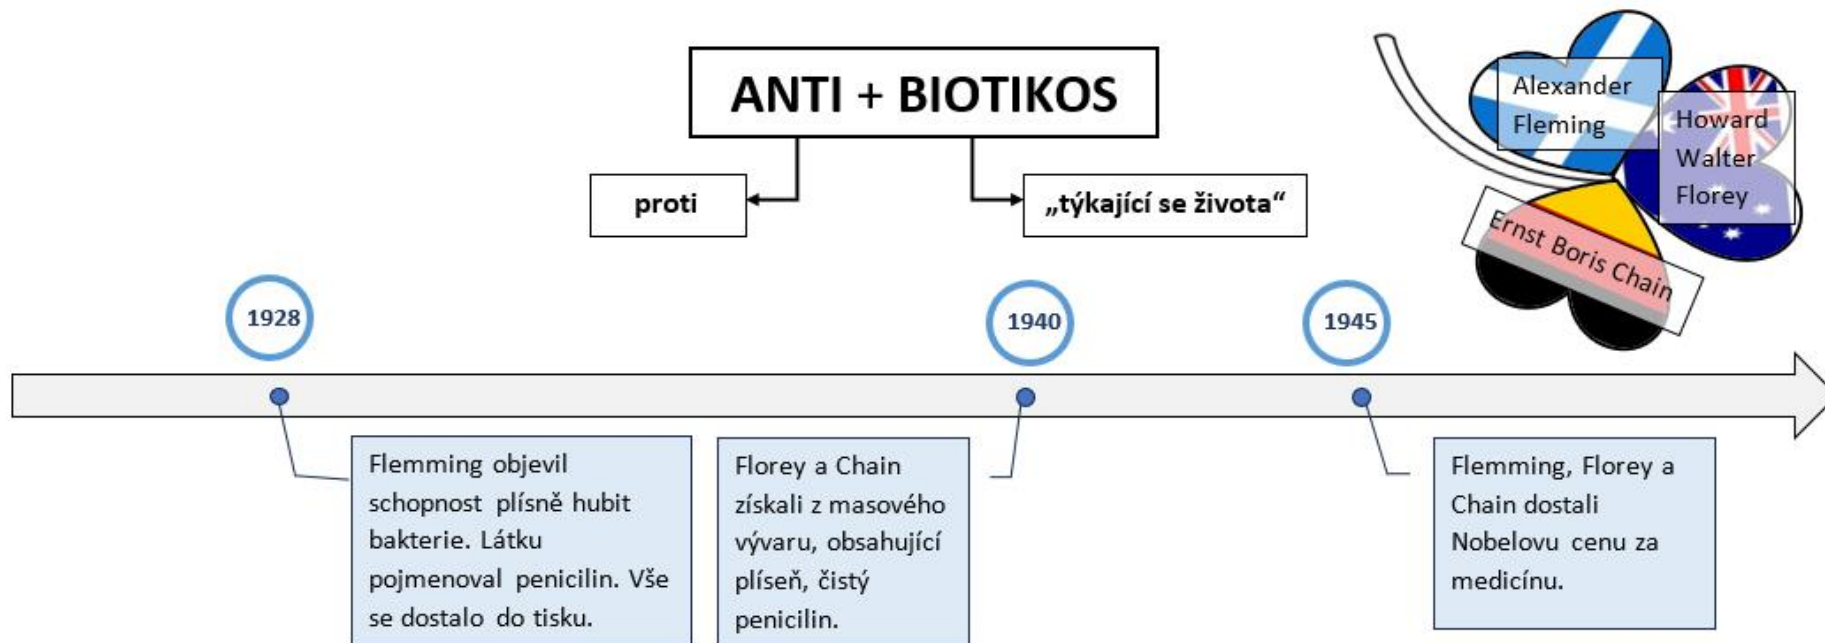 ANTI + BIOTIKOS
proti
„týkající se života“
Alexander
Fleming
Howard
Walter
Florey
Ernst Boris Chain
1928
1940
1945
Flemming objevil
schopnost plísně hubit
bakterie. Látku
pojmenoval penicilin. Vše
se dostalo do tisku.
Florey a Chain
získali z masového
vývaru, obsahující
plíseň, čistý
penicilin.
Flemming, Florey a
Chain dostali
Nobelovu cenu za
medicínu.